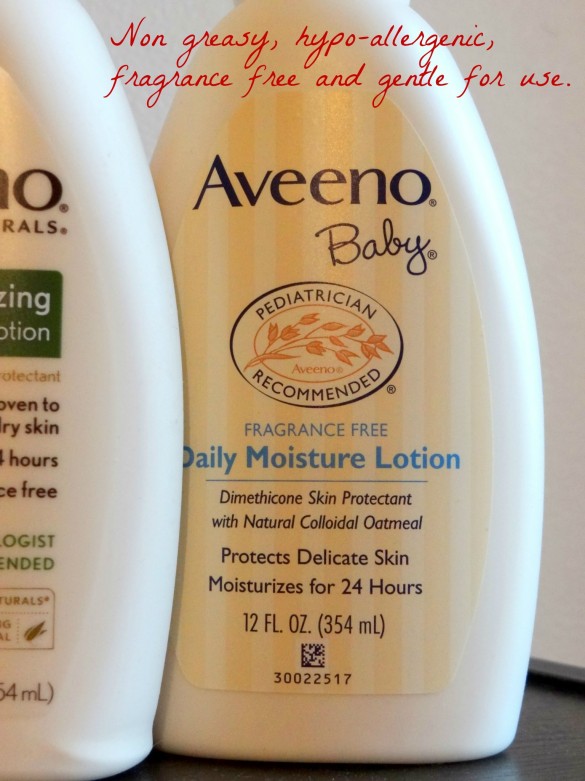 Non greasy, hypo-allergenic,
fragrance free and gentle for use.
Aveeno®
Baby®
PEDIATRICIAN
Aveeno®
RECOMMENDED®
FRAGRANCE FREE
Daily Moisture Lotion
Dimethicone Skin Protectant
with Natural Colloidal Oatmeal
Protects Delicate Skin
Moisturizes for 24 Hours
12 FL. OZ. (354 mL)
30022517
no®
RALS®
zing
otion
rotectant
oven to
dry skin
4 hours
ce free
LOGIST
ENDED
TURALS®
NG
AL
54 mL)